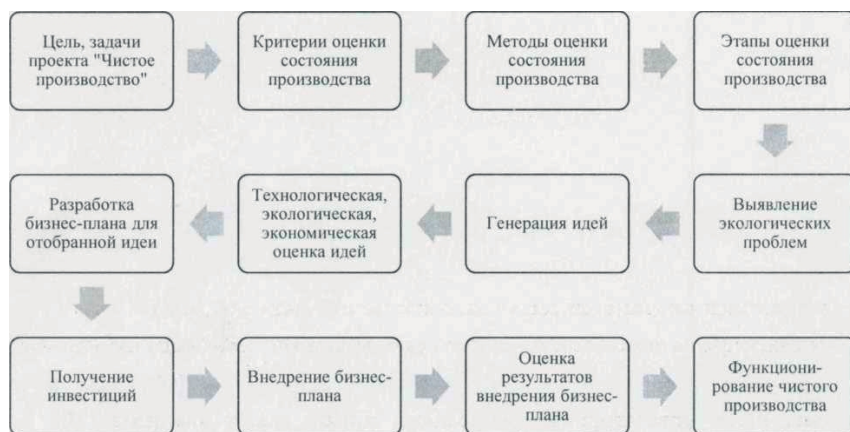 Цель, задачи
проекта "Чистое
производство"
Критерии оценки
состояния
производства
Методы оценки
состояния
производства
Этапы оценки
состояния
производства
Выявление
экологических
проблем
Генерация идей
Технологическая,
экологическая,
экономическая
оценка идей
Разработка
бизнес-плана для
отобранной идеи
Получение
инвестиций
Внедрение бизнес-
плана
Оценка
результатов
внедрения бизнес-
плана
Функциони-
рование чистого
производства